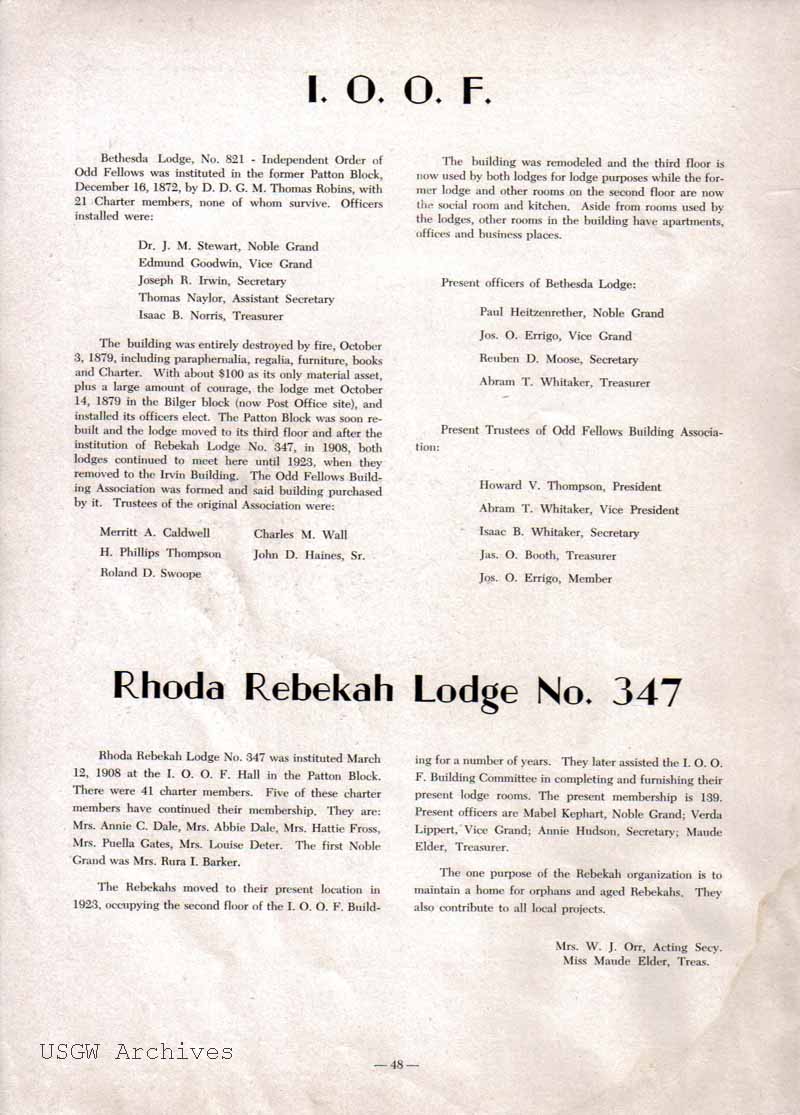 I. O. O. F.
Bethesda Lodge, No. 821 - Independent Order of
Odd Fellows was instituted in the former Patton Block,
December 16, 1872, by D. D. G. M. Thomas Robins, with
21 Charter members, none of whom survive. Officers
installed were:
Dr. J. M. Stewart, Noble Grand
Edmund Goodwin, Vice Grand
Joseph R. Irwin, Secretary
Thomas Naylor, Assistant Secretary
Isaac B. Norris, Treasurer
The building was entirely destroyed by fire, October
3, 1879, including paraphernalia, regalia, furniture, books
and Charter. With about $100 as its only material asset,
plus a large amount of courage, the lodge met October
14, 1879 in the Bilger block (now Post Office site), and
installed its officers elect. The Patton Block was soon re-
built and the lodge moved to its third floor and after the
institution of Rebekah Lodge No. 347, in 1908, both
lodges continued to meet here until 1923, when they
removed to the Irvin Building. The Odd Fellows Build-
ing Association was formed and said building purchased
by it. Trustees of the original Association were:
Merritt A. Caldwell
H. Phillips Thompson
Roland D. Swoope
Charles M. Wall
John D. Haines, Sr.
The building was remodeled and the third floor is
now used by both lodges for lodge purposes while the for-
mer lodge and other rooms on the second floor are now
the social room and kitchen. Aside from rooms used by
the lodges, other rooms in the building have apartments,
offices and business places.
Present officers of Bethesda Lodge:
Paul Heitzenrether, Noble Grand
Jos. O. Errigo, Vice Grand
Reuben D. Moose, Secretary
Abram T. Whitaker, Treasurer
Present Trustees of Odd Fellows Building Associa-
tion:
Howard V. Thompson, President
Abram T. Whitaker, Vice President
Isaac B. Whitaker, Secretary
Jas. O. Booth, Treasurer
Jos. O. Errigo, Member
Rhoda Rebekah Lodge No. 347
Rhoda Rebekah Lodge No. 347 was instituted March
12, 1908 at the I. O. O. F. Hall in the Patton Block.
There were 41 charter members. Five of these charter
members have continued their membership. They are:
Mrs. Annie C. Dale, Mrs. Abbie Dale, Mrs. Hattie Fross,
Mrs. Puella Gates, Mrs. Louise Deter. The first Noble
Grand was Mrs. Rura I. Barker.
The Rebekahs moved to their present location in
1923, occupying the second floor of the I. O. O. F. Build-
ing for a number of years. They later assisted the I. O. O.
F. Building Committee in completing and furnishing their
present lodge rooms. The present membership is 139.
Present officers are Mabel Kephart, Noble Grand; Verda
Lippert, Vice Grand; Annie Hudson, Secretary; Maude
Elder, Treasurer.
The one purpose of the Rebekah organization is to
maintain a home for orphans and aged Rebekahs. They
also contribute to all local projects.
Mrs. W. J. Orr, Acting Secy.
Miss Maude Elder, Treas.
USGW Archives
— 48 —